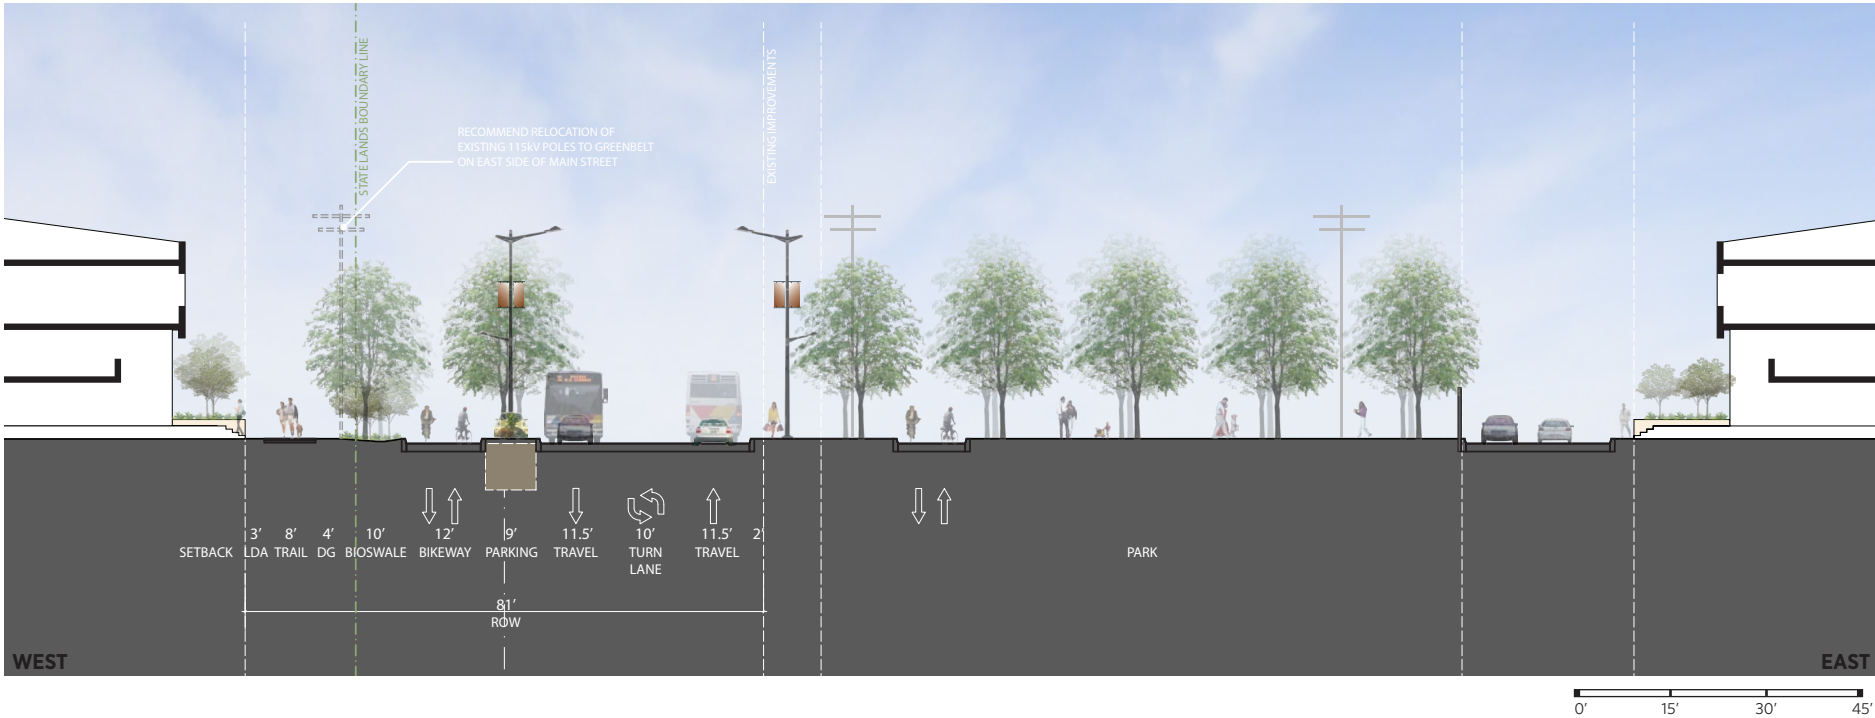 STATE LANDS BOUNDARY LINE
RECOMMEND RELOCATION OF
EXISTING 115kV POLES TO GREENBELT
ON EAST SIDE OF MAIN STREET
EXISTING IMPROVEMENTS
3’ 8’ 4’ 10’ 12’ 9’ 11.5’ 10’ 11.5’ 2’
SETBACK LDA TRAIL DG BIOSWALE BIKEWAY PARKING TRAVEL TURN TRAVEL PARK
LANE
81’
ROW
WEST EAST
0’ 15’ 30’ 45’